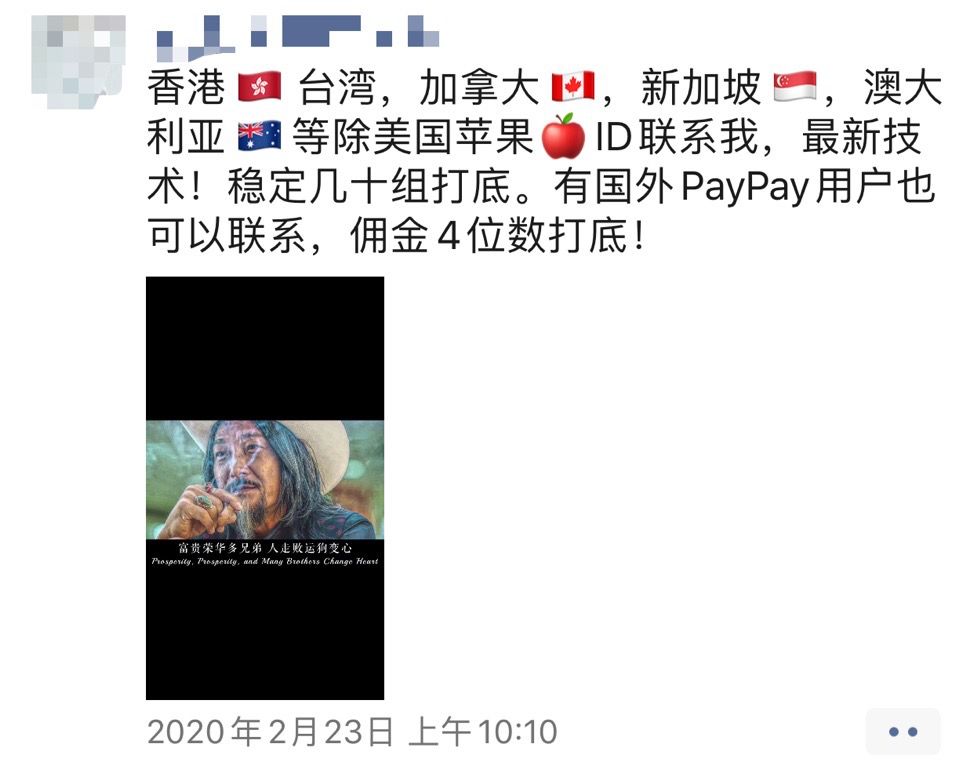 香港🇭🇰台湾，加拿大🇨🇦，新加坡🇸🇬，澳大
利亚🇦🇺等除美国苹果🍎ID联系我，最新技
术！稳定几十组打底。有国外PayPay用户也
可以联系，佣金4位数打底！
富贵荣华多兄弟 人走败运狗变心
Prosperity, Prosperity, and Many Brothers Change Heart
2020年2月23日 上午10:10